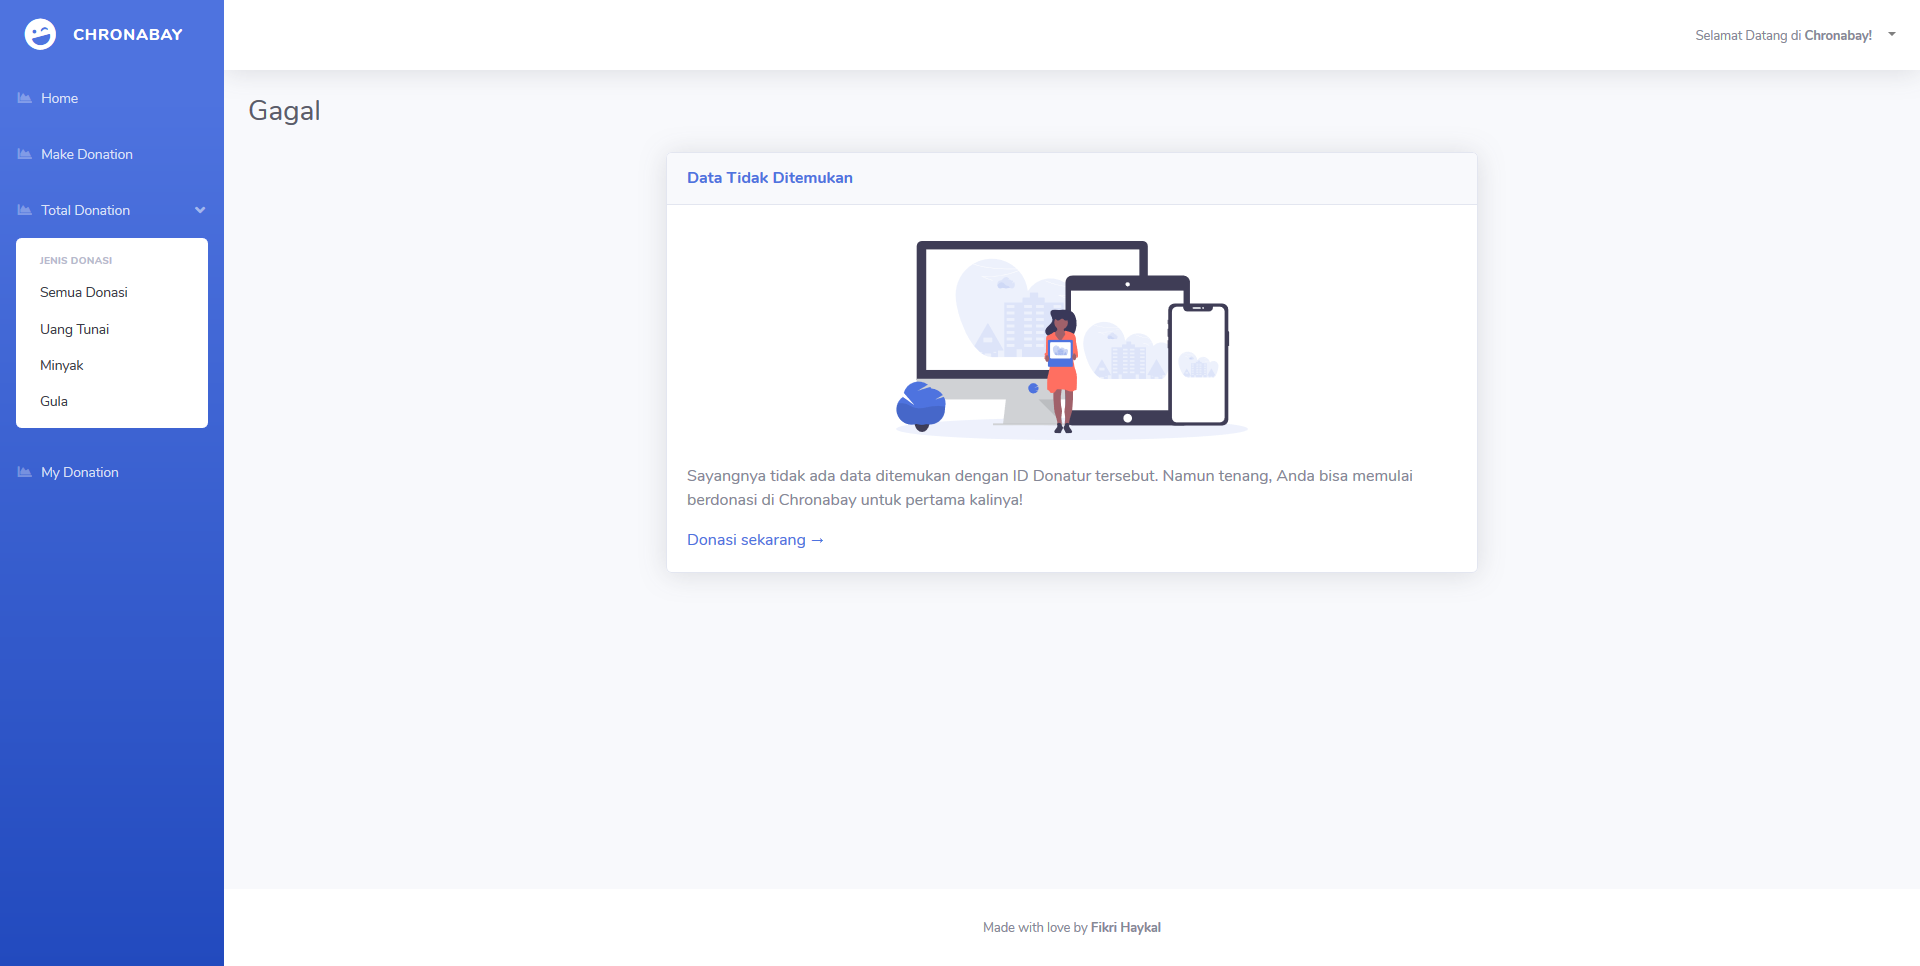 CHRONABAY
Selamat Datang di Chronabay!
Home
Make Donation
Total Donation
JENIS DONASI
Semua Donasi
Uang Tunai
Minyak
Gula
My Donation
Gagal
Data Tidak Ditemukan
Sayangnya tidak ada data ditemukan dengan ID Donatur tersebut. Namun tenang, Anda bisa memulai
berdonasi di Chronabay untuk pertama kalinya!
Donasi sekarang →
Made with love by Fikri Haykal